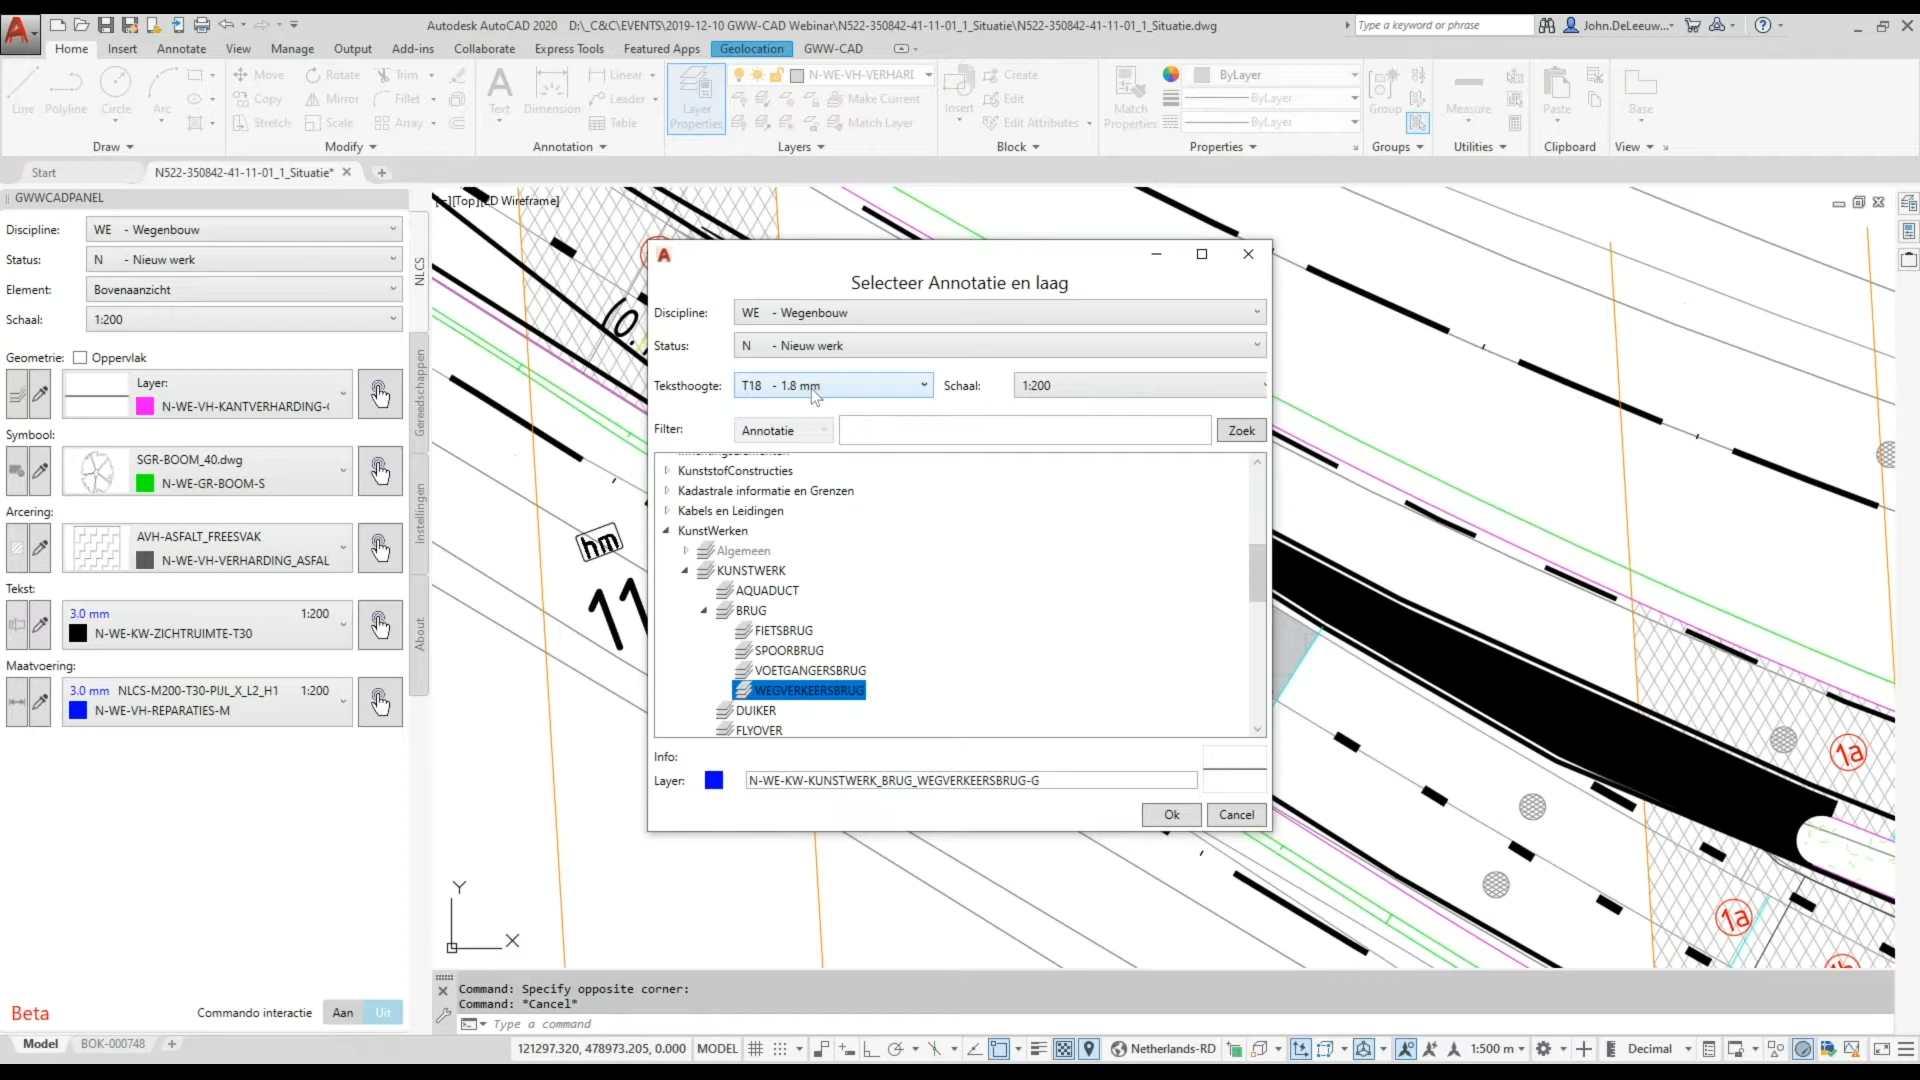 Autodesk AutoCAD 2020 D:\_C&C\EVENTS\2019-12-10 GWW-CAD Webinar\N522-350842-41-11-01_1_Situatie\N522-350842-41-11-01_1_Situatie.dwg
Type a keyword or phrase
John.DeLeeuw...
Home Insert Annotate View Manage Output Add-ins Collaborate Express Tools Featured Apps Geolocation GWW-CAD
Line Polyline Circle Arc
Move Rotate Trim
Copy Mirror Fillet
Stretch Scale Array
Text Dimension
Linear
Leader
Table
Layer Properties
N-WE-VH-VERHARI
Make Current
Match Layer
Insert
Create
Edit
Edit Attributes
Match Properties
ByLayer
ByLayer
ByLayer
Group
Measure
Paste
Base
Draw Modify Annotation Layers Block Properties Groups Utilities Clipboard View
Start N522-350842-41-11-01_1_Situatie*
GWWCADPANEL
Discipline: WE - Wegenbouw
Status: N - Nieuw werk
Element: Bovenaanzicht
Schaal: 1:200
Geometrie: Oppervlak
Layer:
N-WE-VH-KANTVERHARDING-(
Symbool:
SGR-BOOM_40.dwg
N-WE-GR-BOOM-S
Arcering:
AVH-ASFALT_FREESVAK
N-WE-VH-VERHARDING_ASFAL
Tekst:
3.0 mm 1:200
N-WE-KW-ZICHTRUIMTE-T30
Maatvoering:
3.0 mm NLCS-M200-T30-PIJL_X_L2_H1 1:200
N-WE-VH-REPARATIES-M
NLCS
Gereedschappen
Instellingen
About
Beta
Commando interactie Aan Uit
[Top][2D Wireframe]
hm
11
1a
1a
Y
X
Selecteer Annotatie en laag
Discipline: WE - Wegenbouw
Status: N - Nieuw werk
Teksthoogte: T18 - 1.8 mm Schaal: 1:200
Filter: Annotatie Zoek
KunststofConstructies
Kadastrale informatie en Grenzen
Kabels en Leidingen
KunstWerken
Algemeen
KUNSTWERK
AQUADUCT
BRUG
FIETSBRUG
SPOORBRUG
VOETGANGERSBRUG
WEGVERKEERSBRUG
DUIKER
FLYOVER
Info:
Layer: N-WE-KW-KUNSTWERK_BRUG_WEGVERKEERSBRUG-G
Ok Cancel
Command: Specify opposite corner:
Command: *Cancel*
Type a command
Model BOK-000748
121297.320, 478973.205, 0.000 MODEL Netherlands-RD 1:500 m Decimal